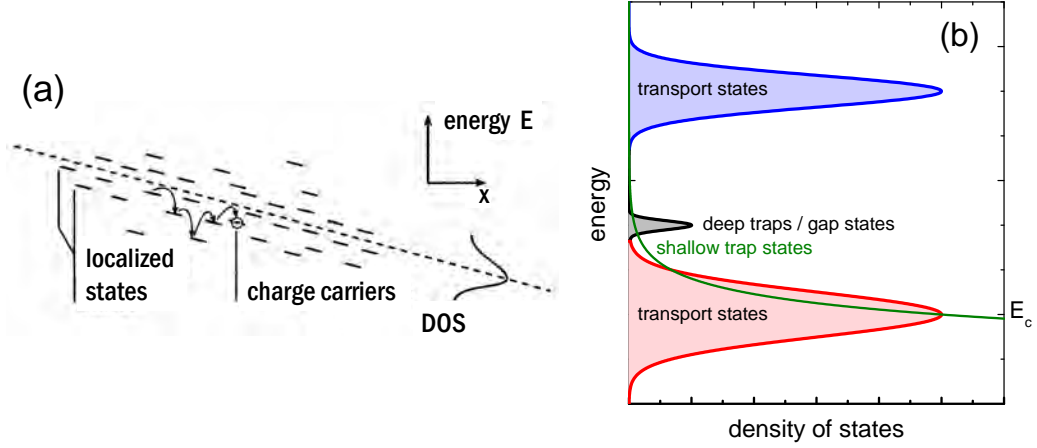 (a)
energy E
x
localized
states
charge carriers
DOS
(b)
transport states
deep traps / gap states
shallow trap states
transport states
E_c
energy
density of states